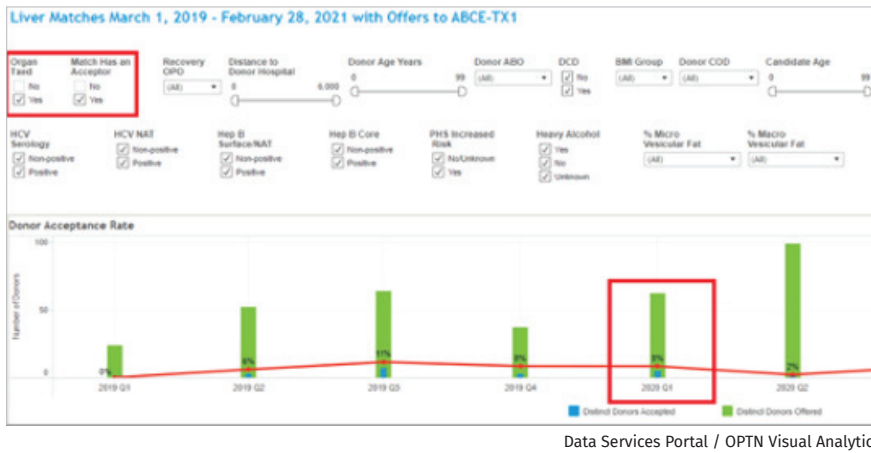 Liver Matches March 1, 2019 - February 28, 2021 with Offers to ABCE-TX1
Organ Txed
No
Yes
Match Has an Acceptor
No
Yes
Recovery OPO
(All)
Distance to Donor Hospital
0 6,000
Donor Age Years
0 99
Donor ABO
(All)
DCD
No
Yes
BMI Group
(All)
Donor COD
(All)
Candidate Age
0 99
HCV Serology
Non-positive
Positive
HCV NAT
Non-positive
Positive
Hep B Surface/NAT
Non-positive
Positive
Hep B Core
Non-positive
Positive
PHS Increased Risk
No/Unknown
Yes
Heavy Alcohol
Yes
No
Unknown
% Micro Vesicular Fat
(All)
% Macro Vesicular Fat
(All)
Donor Acceptance Rate
Number of Donors
100
50
0
0%
6%
11%
2%
2019 Q1 2019 Q2 2019 Q3 2019 Q4 2020 Q1 2020 Q2
Distinct Donors Accepted Distinct Donors Offered
Data Services Portal / OPTN Visual Analytic